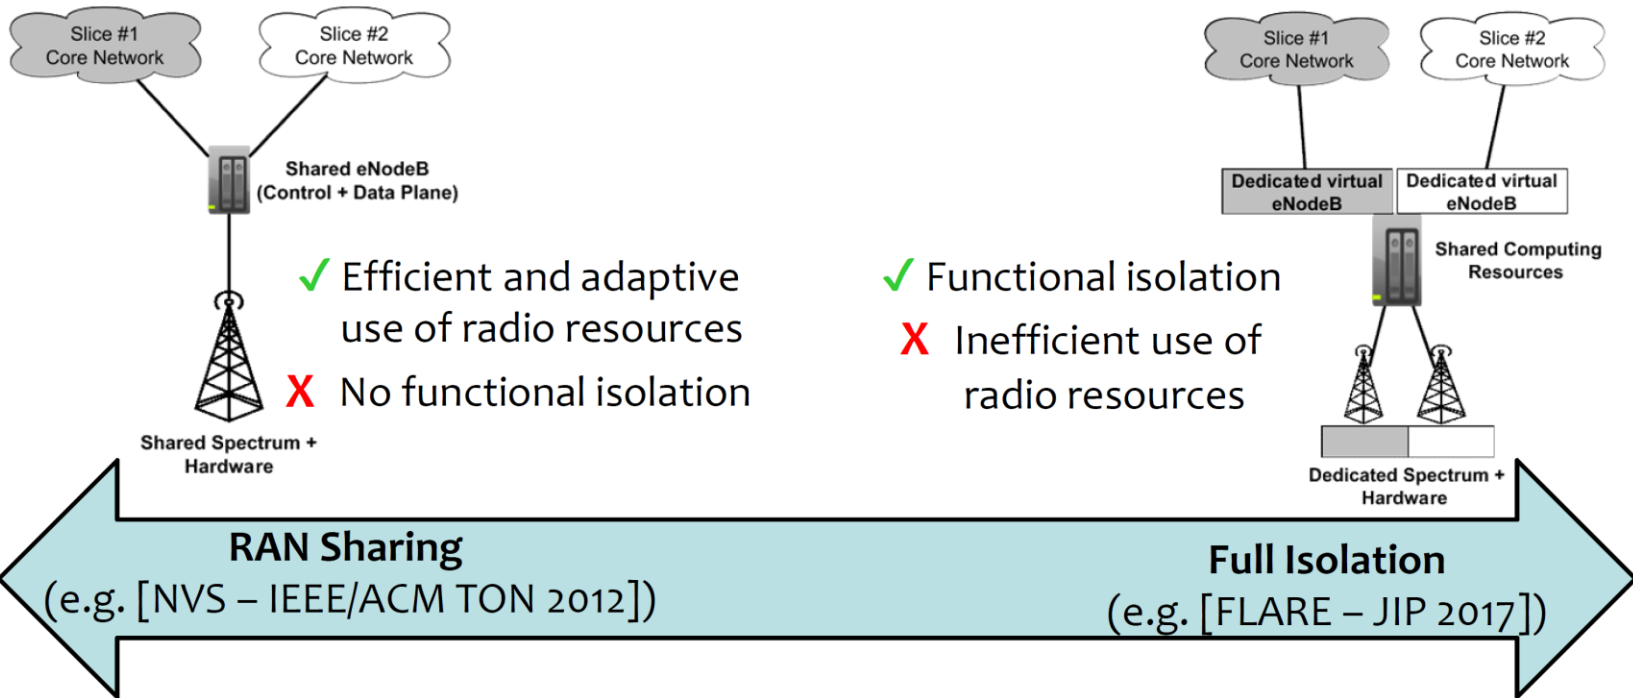 Slice #1
Core Network
Slice #2
Core Network
Shared eNodeB
(Control + Data Plane)
✓ Efficient and adaptive
use of radio resources
X No functional isolation
Shared Spectrum +
Hardware
Slice #1
Core Network
Slice #2
Core Network
Dedicated virtual
eNodeB
Dedicated virtual
eNodeB
Shared Computing
Resources
✓ Functional isolation
X Inefficient use of
radio resources
Dedicated Spectrum +
Hardware
RAN Sharing
(e.g. [NVS – IEEE/ACM TON 2012])
Full Isolation
(e.g. [FLARE – JIP 2017])